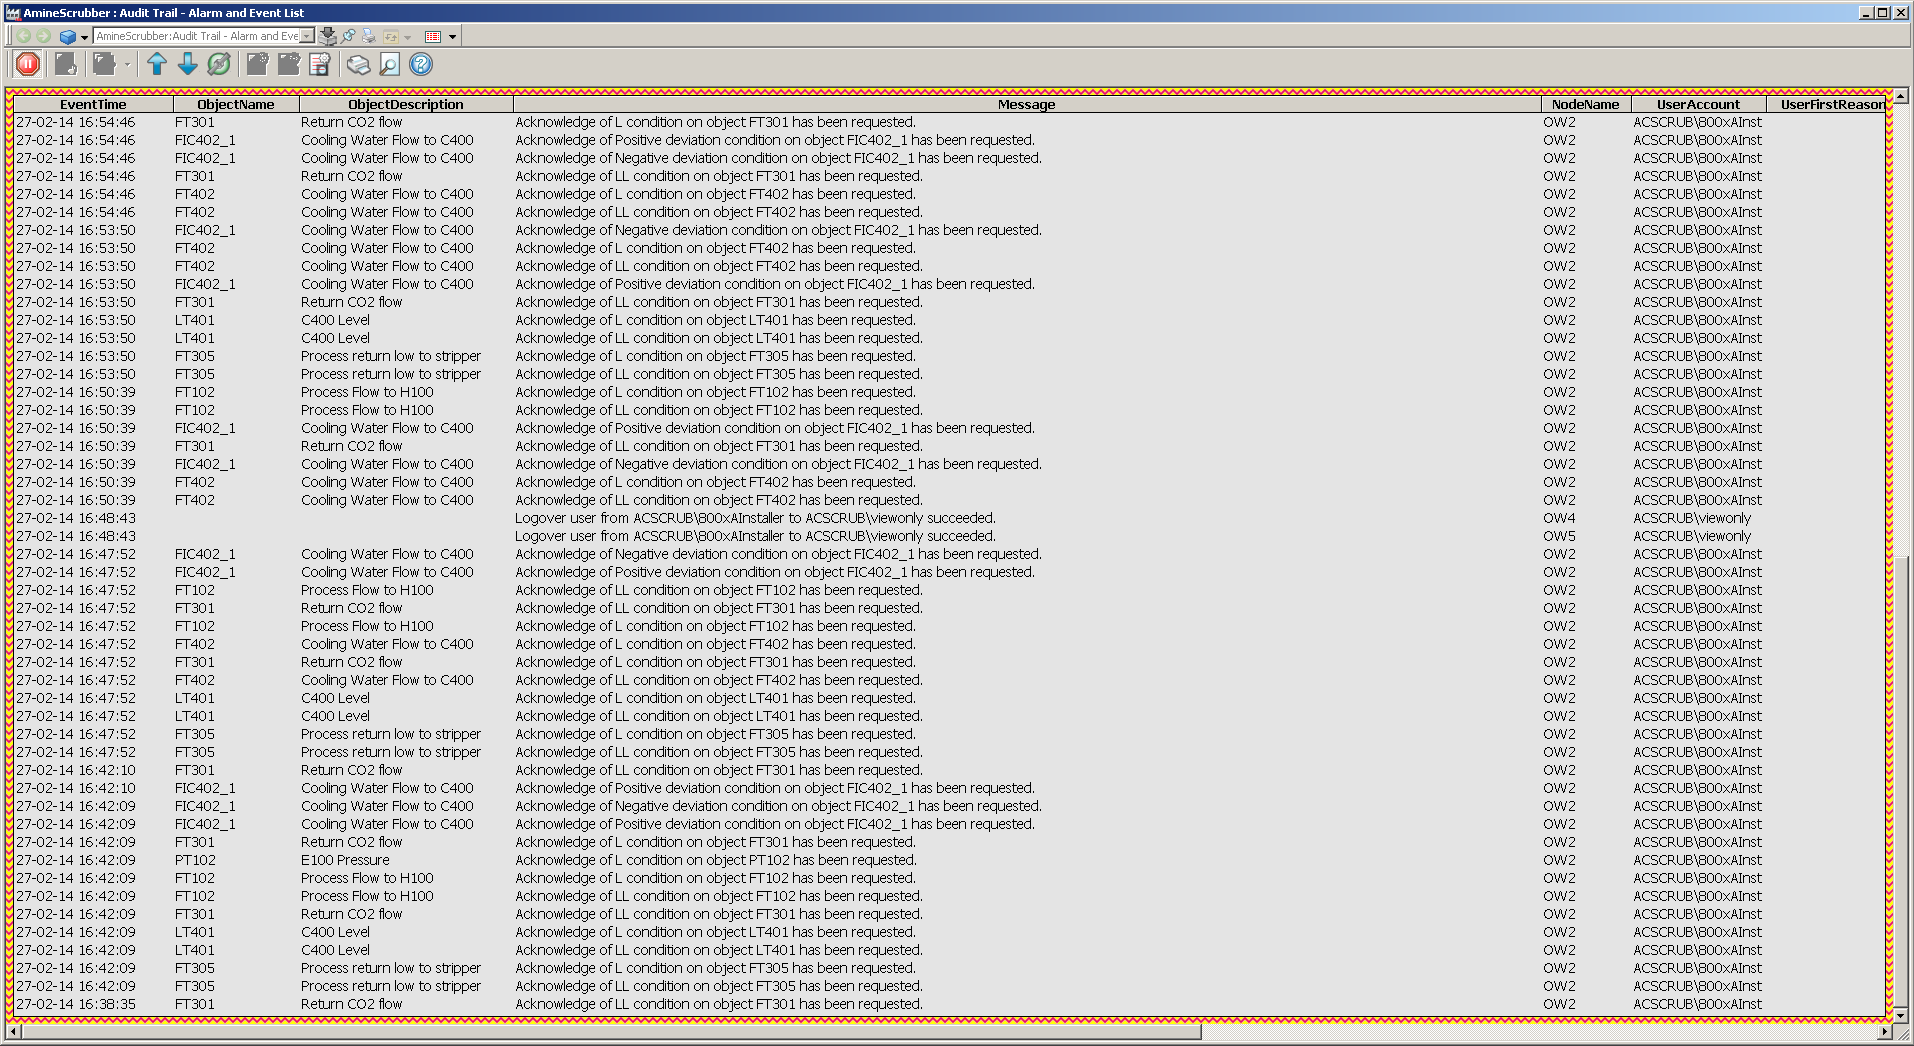 AmineScrubber : Audit Trail - Alarm and Event List
AmineScrubber:Audit Trail - Alarm and Eve
EventTime ObjectName ObjectDescription Message NodeName UserAccount UserFirstReason
27-02-14 16:54:46 FT301 Return CO2 flow Acknowledge of L condition on object FT301 has been requested. OW2 ACSCRUB\800xAInst
27-02-14 16:54:46 FIC402_1 Cooling Water Flow to C400 Acknowledge of Positive deviation condition on object FIC402_1 has been requested. OW2 ACSCRUB\800xAInst
27-02-14 16:54:46 FIC402_1 Cooling Water Flow to C400 Acknowledge of Negative deviation condition on object FIC402_1 has been requested. OW2 ACSCRUB\800xAInst
27-02-14 16:54:46 FT301 Return CO2 flow Acknowledge of LL condition on object FT301 has been requested. OW2 ACSCRUB\800xAInst
27-02-14 16:54:46 FT402 Cooling Water Flow to C400 Acknowledge of L condition on object FT402 has been requested. OW2 ACSCRUB\800xAInst
27-02-14 16:54:46 FT402 Cooling Water Flow to C400 Acknowledge of LL condition on object FT402 has been requested. OW2 ACSCRUB\800xAInst
27-02-14 16:53:50 FIC402_1 Cooling Water Flow to C400 Acknowledge of Negative deviation condition on object FIC402_1 has been requested. OW2 ACSCRUB\800xAInst
27-02-14 16:53:50 FT402 Cooling Water Flow to C400 Acknowledge of L condition on object FT402 has been requested. OW2 ACSCRUB\800xAInst
27-02-14 16:53:50 FT402 Cooling Water Flow to C400 Acknowledge of LL condition on object FT402 has been requested. OW2 ACSCRUB\800xAInst
27-02-14 16:53:50 FIC402_1 Cooling Water Flow to C400 Acknowledge of Positive deviation condition on object FIC402_1 has been requested. OW2 ACSCRUB\800xAInst
27-02-14 16:53:50 FT301 Return CO2 flow Acknowledge of LL condition on object FT301 has been requested. OW2 ACSCRUB\800xAInst
27-02-14 16:53:50 LT401 C400 Level Acknowledge of L condition on object LT401 has been requested. OW2 ACSCRUB\800xAInst
27-02-14 16:53:50 LT401 C400 Level Acknowledge of LL condition on object LT401 has been requested. OW2 ACSCRUB\800xAInst
27-02-14 16:53:50 FT305 Process return low to stripper Acknowledge of L condition on object FT305 has been requested. OW2 ACSCRUB\800xAInst
27-02-14 16:53:50 FT305 Process return low to stripper Acknowledge of LL condition on object FT305 has been requested. OW2 ACSCRUB\800xAInst
27-02-14 16:50:39 FT102 Process Flow to H100 Acknowledge of L condition on object FT102 has been requested. OW2 ACSCRUB\800xAInst
27-02-14 16:50:39 FT102 Process Flow to H100 Acknowledge of LL condition on object FT102 has been requested. OW2 ACSCRUB\800xAInst
27-02-14 16:50:39 FIC402_1 Cooling Water Flow to C400 Acknowledge of Positive deviation condition on object FIC402_1 has been requested. OW2 ACSCRUB\800xAInst
27-02-14 16:50:39 FT301 Return CO2 flow Acknowledge of LL condition on object FT301 has been requested. OW2 ACSCRUB\800xAInst
27-02-14 16:50:39 FIC402_1 Cooling Water Flow to C400 Acknowledge of Negative deviation condition on object FIC402_1 has been requested. OW2 ACSCRUB\800xAInst
27-02-14 16:50:39 FT402 Cooling Water Flow to C400 Acknowledge of L condition on object FT402 has been requested. OW2 ACSCRUB\800xAInst
27-02-14 16:50:39 FT402 Cooling Water Flow to C400 Acknowledge of LL condition on object FT402 has been requested. OW2 ACSCRUB\800xAInst
27-02-14 16:48:43 Logover user from ACSCRUB\800xAInstaller to ACSCRUB\viewonly succeeded. OW4 ACSCRUB\viewonly
27-02-14 16:48:43 Logover user from ACSCRUB\800xAInstaller to ACSCRUB\viewonly succeeded. OW5 ACSCRUB\viewonly
27-02-14 16:47:52 FIC402_1 Cooling Water Flow to C400 Acknowledge of Negative deviation condition on object FIC402_1 has been requested. OW2 ACSCRUB\800xAInst
27-02-14 16:47:52 FIC402_1 Cooling Water Flow to C400 Acknowledge of Positive deviation condition on object FIC402_1 has been requested. OW2 ACSCRUB\800xAInst
27-02-14 16:47:52 FT102 Process Flow to H100 Acknowledge of LL condition on object FT102 has been requested. OW2 ACSCRUB\800xAInst
27-02-14 16:47:52 FT301 Return CO2 flow Acknowledge of LL condition on object FT301 has been requested. OW2 ACSCRUB\800xAInst
27-02-14 16:47:52 FT102 Process Flow to H100 Acknowledge of L condition on object FT102 has been requested. OW2 ACSCRUB\800xAInst
27-02-14 16:47:52 FT402 Cooling Water Flow to C400 Acknowledge of L condition on object FT402 has been requested. OW2 ACSCRUB\800xAInst
27-02-14 16:47:52 FT301 Return CO2 flow Acknowledge of L condition on object FT301 has been requested. OW2 ACSCRUB\800xAInst
27-02-14 16:47:52 FT402 Cooling Water Flow to C400 Acknowledge of LL condition on object FT402 has been requested. OW2 ACSCRUB\800xAInst
27-02-14 16:47:52 LT401 C400 Level Acknowledge of L condition on object LT401 has been requested. OW2 ACSCRUB\800xAInst
27-02-14 16:47:52 LT401 C400 Level Acknowledge of LL condition on object LT401 has been requested. OW2 ACSCRUB\800xAInst
27-02-14 16:47:52 FT305 Process return low to stripper Acknowledge of L condition on object FT305 has been requested. OW2 ACSCRUB\800xAInst
27-02-14 16:47:52 FT305 Process return low to stripper Acknowledge of LL condition on object FT305 has been requested. OW2 ACSCRUB\800xAInst
27-02-14 16:42:10 FT301 Return CO2 flow Acknowledge of LL condition on object FT301 has been requested. OW2 ACSCRUB\800xAInst
27-02-14 16:42:10 FIC402_1 Cooling Water Flow to C400 Acknowledge of Positive deviation condition on object FIC402_1 has been requested. OW2 ACSCRUB\800xAInst
27-02-14 16:42:09 FIC402_1 Cooling Water Flow to C400 Acknowledge of Negative deviation condition on object FIC402_1 has been requested. OW2 ACSCRUB\800xAInst
27-02-14 16:42:09 FIC402_1 Cooling Water Flow to C400 Acknowledge of Positive deviation condition on object FIC402_1 has been requested. OW2 ACSCRUB\800xAInst
27-02-14 16:42:09 FT301 Return CO2 flow Acknowledge of L condition on object FT301 has been requested. OW2 ACSCRUB\800xAInst
27-02-14 16:42:09 PT102 E100 Pressure Acknowledge of L condition on object PT102 has been requested. OW2 ACSCRUB\800xAInst
27-02-14 16:42:09 FT102 Process Flow to H100 Acknowledge of L condition on object FT102 has been requested. OW2 ACSCRUB\800xAInst
27-02-14 16:42:09 FT102 Process Flow to H100 Acknowledge of LL condition on object FT102 has been requested. OW2 ACSCRUB\800xAInst
27-02-14 16:42:09 FT301 Return CO2 flow Acknowledge of LL condition on object FT301 has been requested. OW2 ACSCRUB\800xAInst
27-02-14 16:42:09 LT401 C400 Level Acknowledge of L condition on object LT401 has been requested. OW2 ACSCRUB\800xAInst
27-02-14 16:42:09 LT401 C400 Level Acknowledge of LL condition on object LT401 has been requested. OW2 ACSCRUB\800xAInst
27-02-14 16:42:09 FT305 Process return low to stripper Acknowledge of L condition on object FT305 has been requested. OW2 ACSCRUB\800xAInst
27-02-14 16:42:09 FT305 Process return low to stripper Acknowledge of LL condition on object FT305 has been requested. OW2 ACSCRUB\800xAInst
27-02-14 16:38:35 FT301 Return CO2 flow Acknowledge of LL condition on object FT301 has been requested. OW2 ACSCRUB\800xAInst